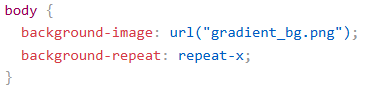 body {
  background-image: url("gradient_bg.png");
  background-repeat: repeat-x;
}